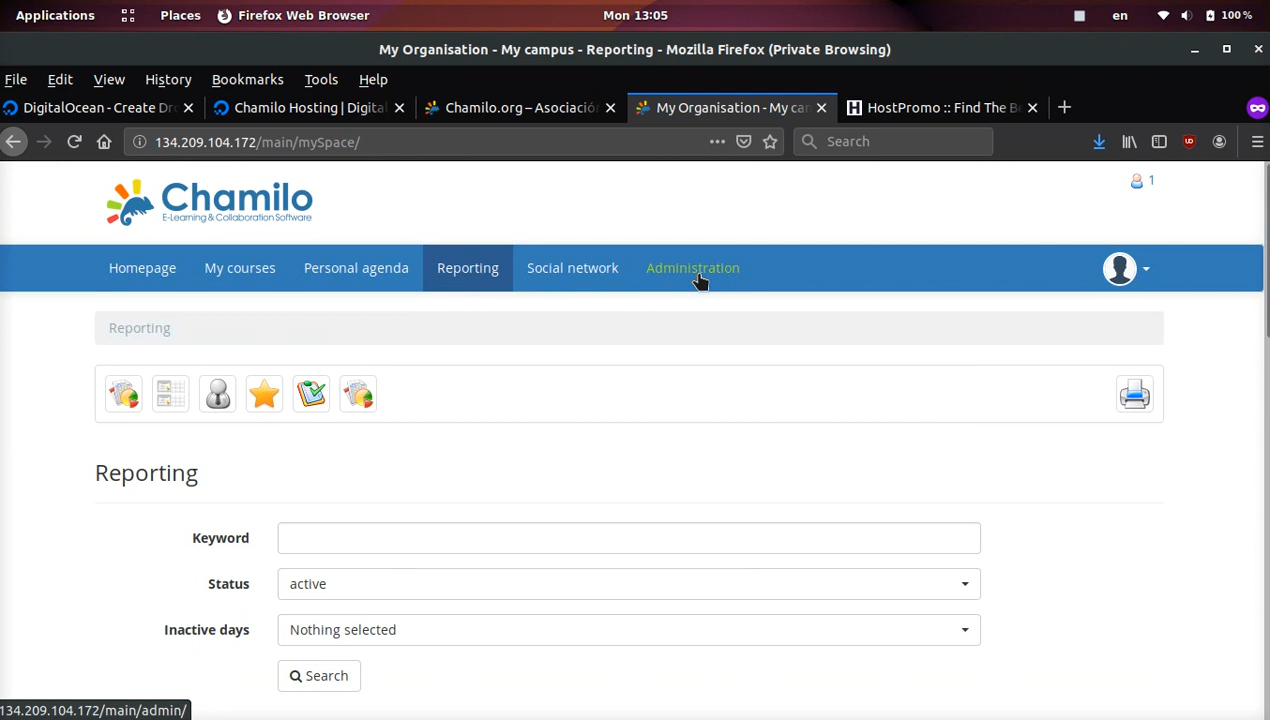 Applications Places Firefox Web Browser Mon 13:05 en 100 %
My Organisation - My campus - Reporting - Mozilla Firefox (Private Browsing)
File Edit View History Bookmarks Tools Help
DigitalOcean - Create Dro Chamilo Hosting | Digital Chamilo.org – Asociación My Organisation - My cam HostPromo :: Find The Be
134.209.104.172/main/mySpace/ Search
Chamilo
E-Learning & Collaboration Software
1
Homepage My courses Personal agenda Reporting Social network Administration
Reporting
Reporting
Keyword
Status active
Inactive days Nothing selected
Search
134.209.104.172/main/admin/